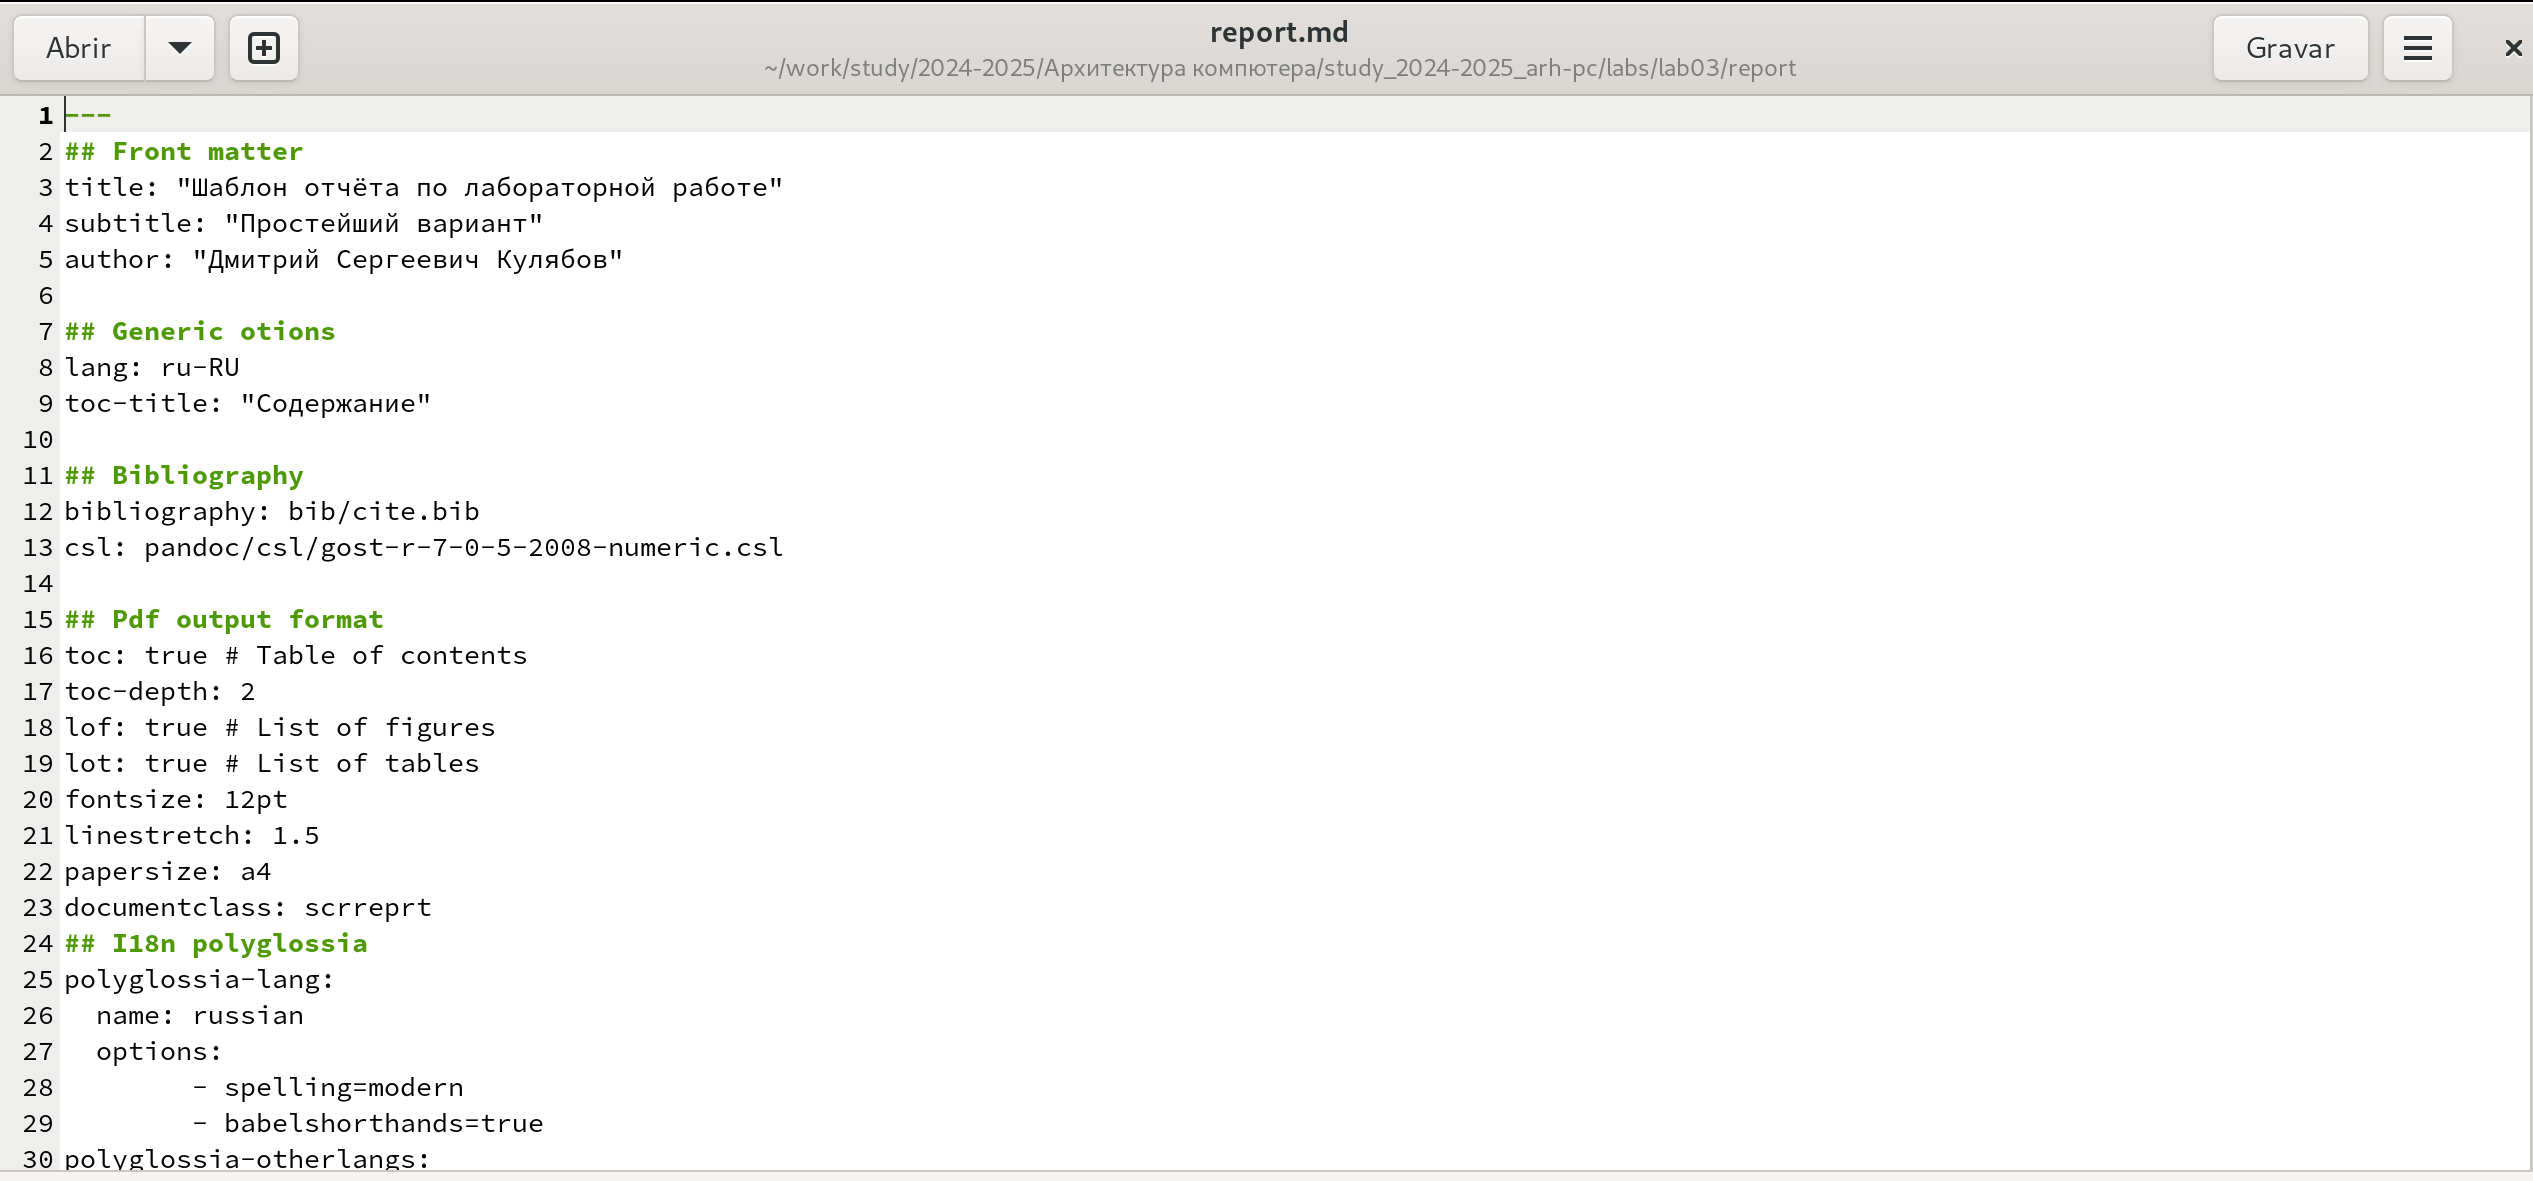 Abrir
report.md
Gravar
~/work/study/2024-2025/Архитектура компютера/study_2024-2025_arh-pc/labs/lab03/report
1 ---
2 ## Front matter
3 title: "Шаблон отчёта по лабораторной работе"
4 subtitle: "Простейший вариант"
5 author: "Дмитрий Сергеевич Кулябов"
6
7 ## Generic otions
8 lang: ru-RU
9 toc-title: "Содержание"
10
11 ## Bibliography
12 bibliography: bib/cite.bib
13 csl: pandoc/csl/gost-r-7-0-5-2008-numeric.csl
14
15 ## Pdf output format
16 toc: true # Table of contents
17 toc-depth: 2
18 lof: true # List of figures
19 lot: true # List of tables
20 fontsize: 12pt
21 linestretch: 1.5
22 papersize: a4
23 documentclass: scrreprt
24 ## I18n polyglossia
25 polyglossia-lang:
26   name: russian
27   options:
28         - spelling=modern
29         - babelshorthands=true
30 polyglossia-otherlangs: